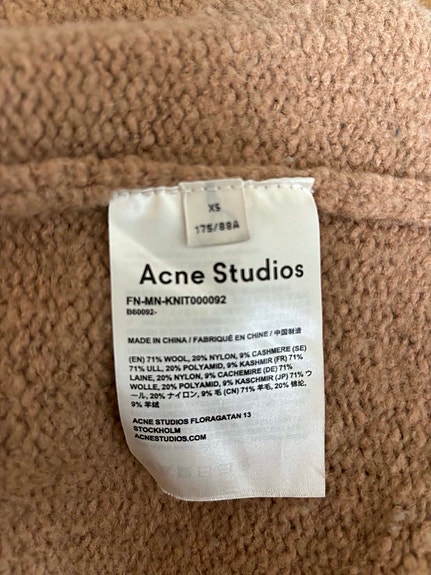 XS
175/88A
Acne Studios
FN-MN-KNIT000092
B60092-
MADE IN CHINA / FABRIQUÉ EN CHINE / 中国制造
(EN) 71% WOOL, 20% NYLON, 9% CASHMERE (SE)
71% ULL, 20% POLYAMID, 9% KASHMIR (FR) 71%
LAINE, 20% NYLON, 9% CACHEMIRE (DE) 71%
WOLLE, 20% POLYAMID, 9% KASCHMIR (JP) 71% ウ
ール, 20% ナイロン, 9% 毛 (CN) 71% 羊毛, 20% 锦纶,
9% 羊绒
ACNE STUDIOS FLORAGATAN 13
STOCKHOLM
ACNESTUDIOS.COM